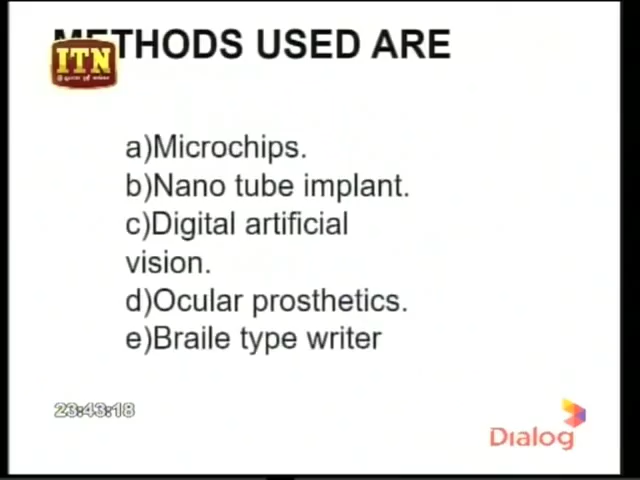 METHODS USED ARE
ITN
a)Microchips.
b)Nano tube implant.
c)Digital artificial
vision.
d)Ocular prosthetics.
e)Braile type writer
23:43:18
Dialog